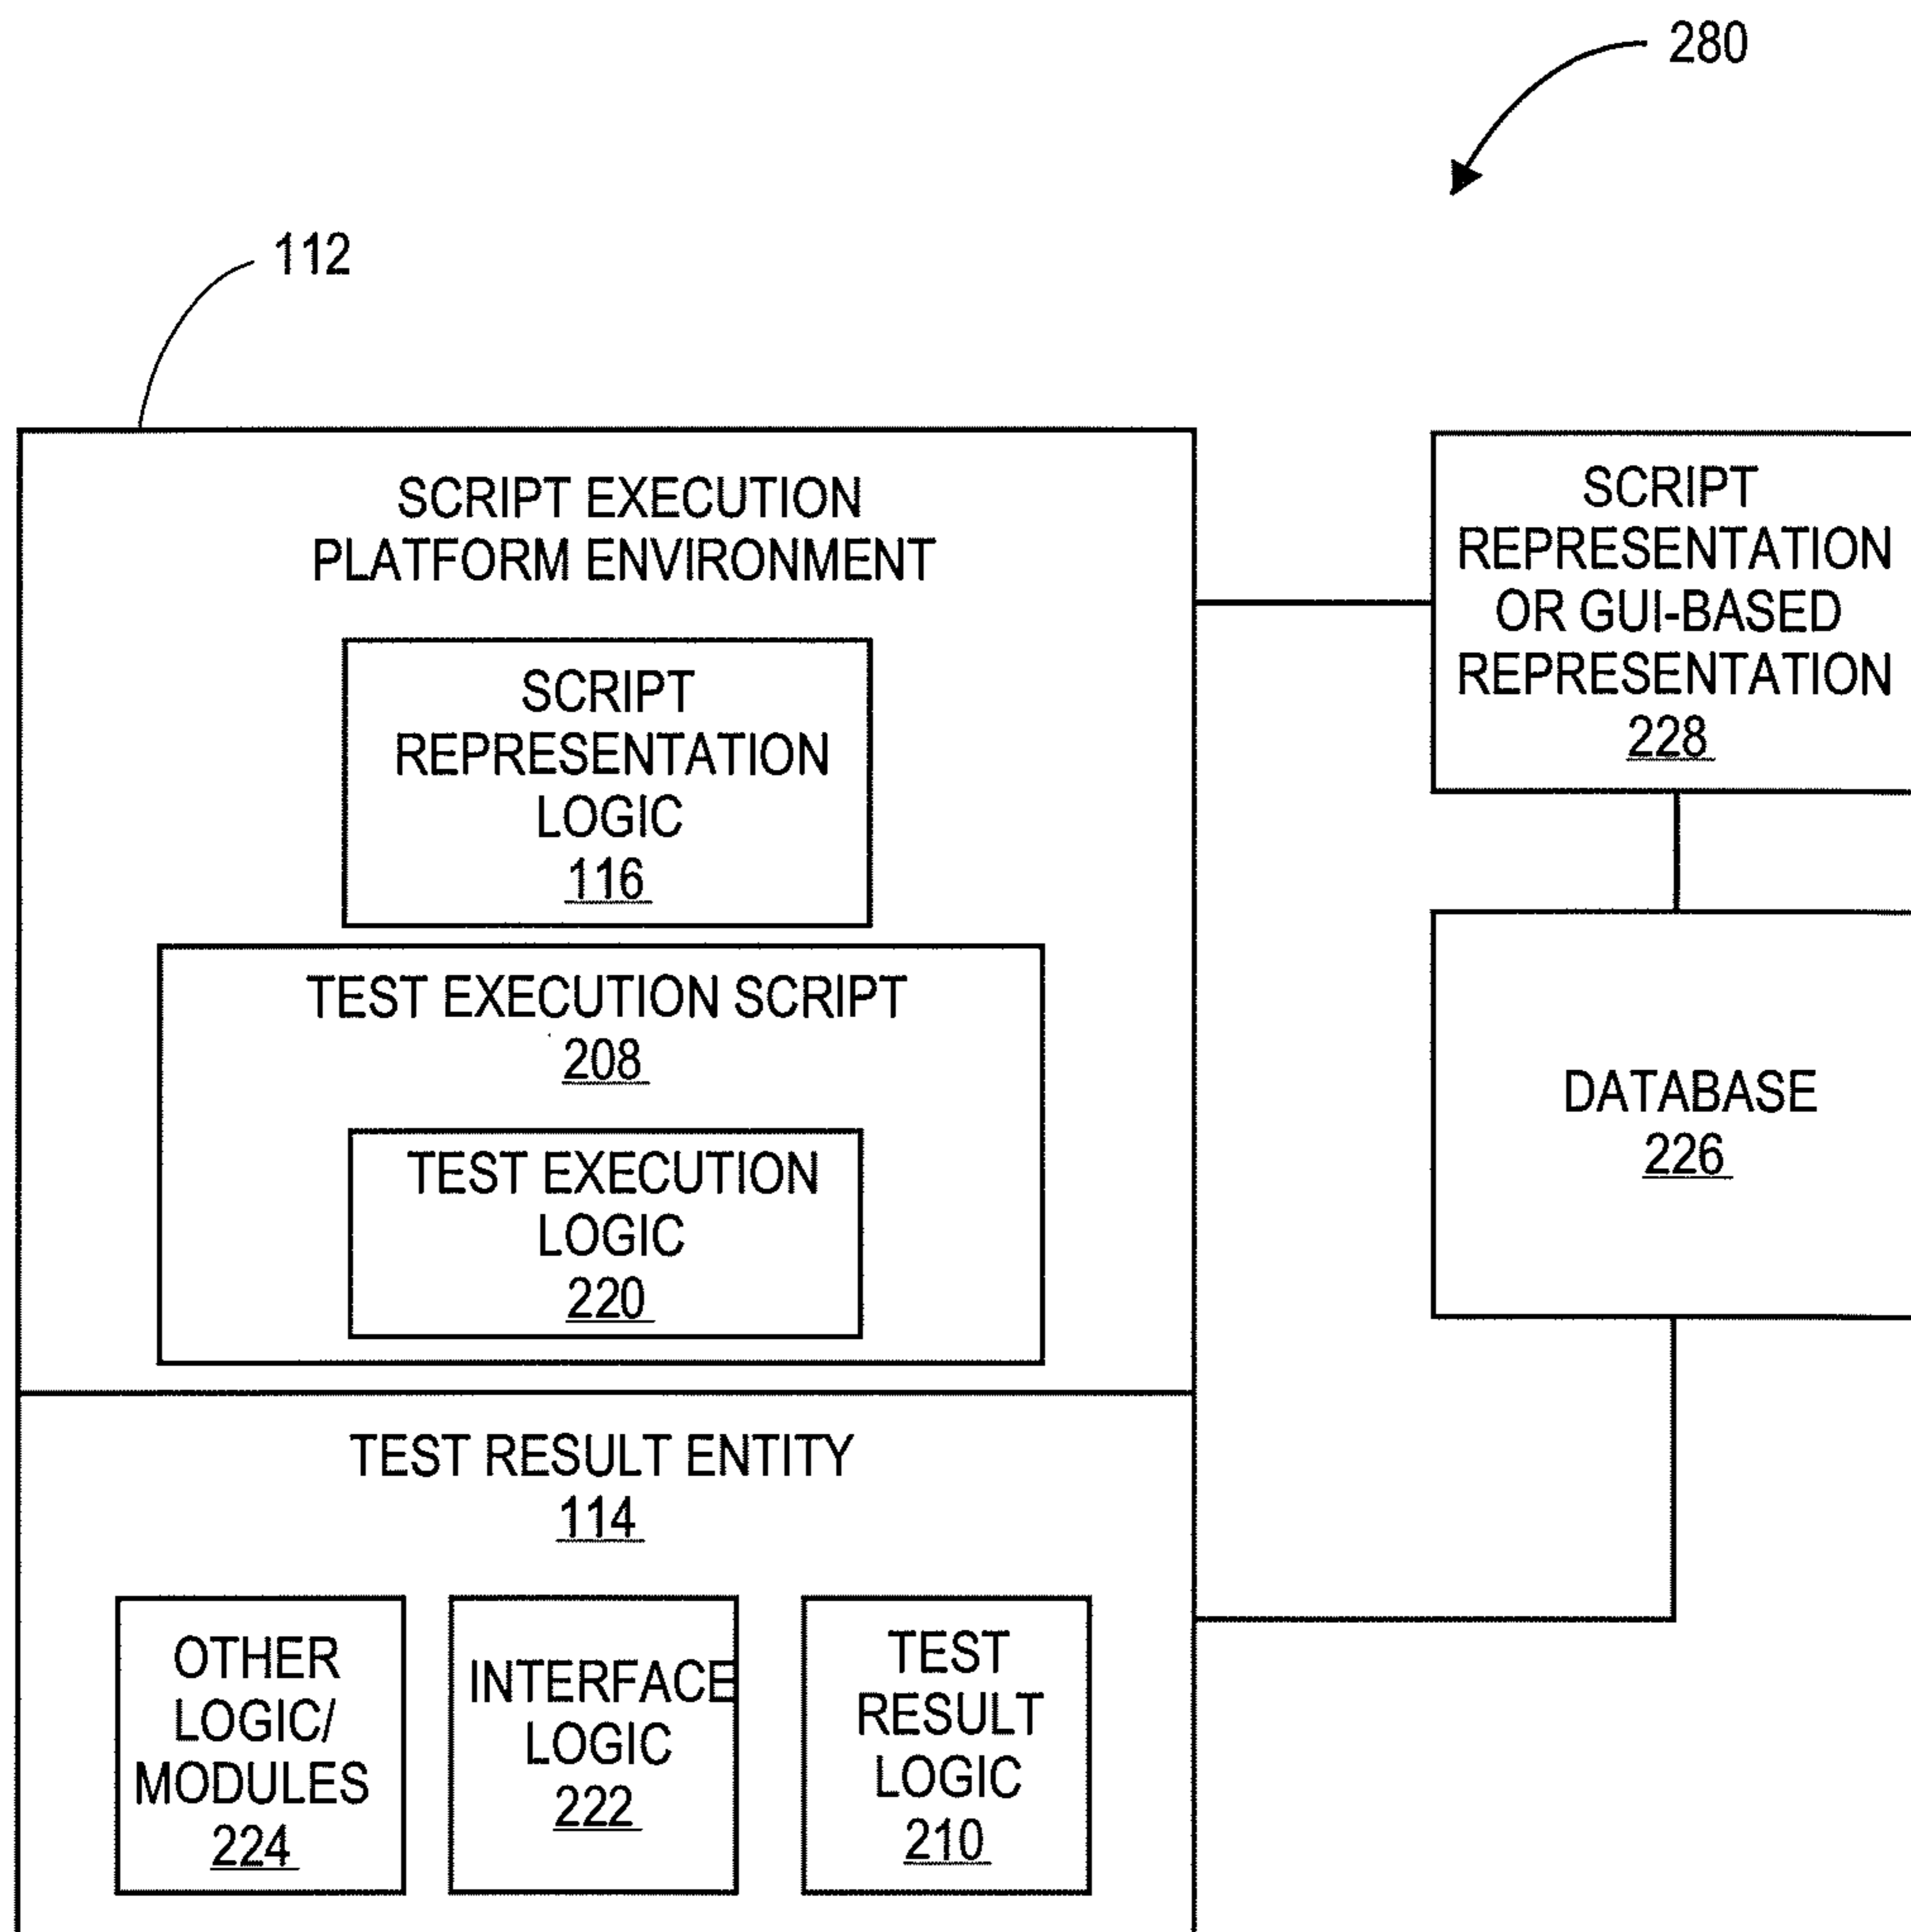 280
112
SCRIPT EXECUTION
PLATFORM ENVIRONMENT
SCRIPT
REPRESENTATION
LOGIC
116
TEST EXECUTION SCRIPT
208
TEST EXECUTION
LOGIC
220
TEST RESULT ENTITY
114
OTHER
LOGIC/
MODULES
224
INTERFACE
LOGIC
222
TEST
RESULT
LOGIC
210
SCRIPT
REPRESENTATION
OR GUI-BASED
REPRESENTATION
228
DATABASE
226